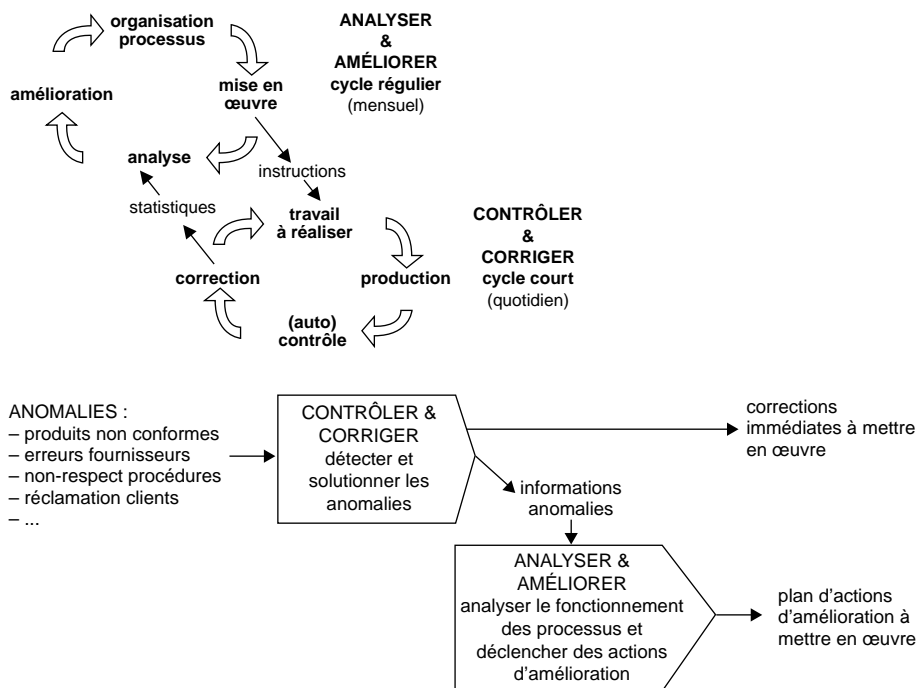 organisation
processus
ANALYSER
&
AMÉLIORER
cycle régulier
(mensuel)
amélioration
mise en
œuvre
analyse
instructions
statistiques
travail
à réaliser
CONTRÔLER
&
CORRIGER
cycle court
(quotidien)
correction
production
(auto)
contrôle
ANOMALIES :
– produits non conformes
– erreurs fournisseurs
– non-respect procédures
– réclamation clients
– ...
CONTRÔLER &
CORRIGER
détecter et
solutionner les
anomalies
corrections
immédiates à mettre
en œuvre
informations
anomalies
ANALYSER &
AMÉLIORER
analyser le fonctionnement
des processus et
déclencher des actions
d’amélioration
plan d’actions
d’amélioration à
mettre en œuvre